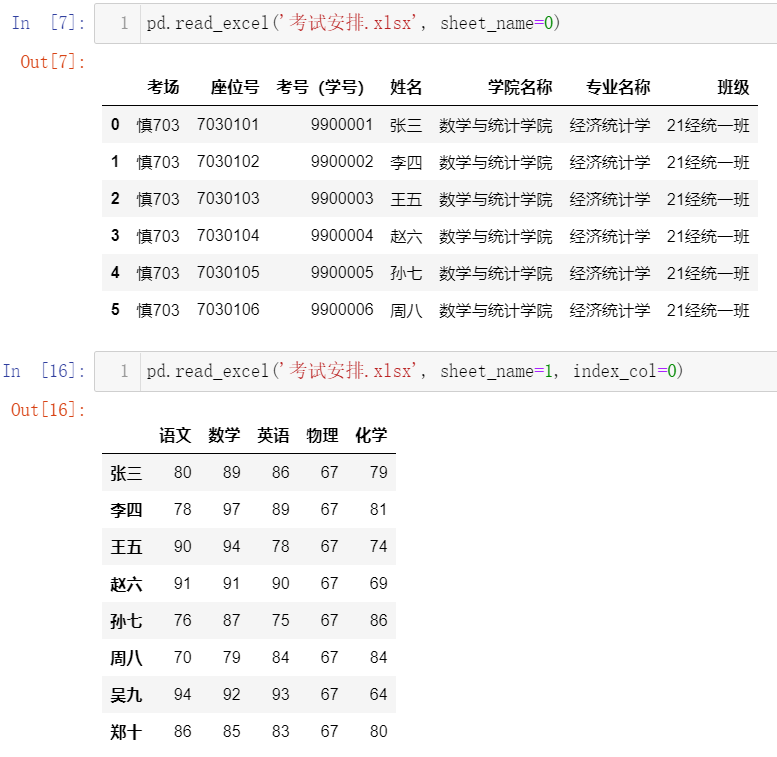 In [7]: 1 pd.read_excel('考试安排.xlsx', sheet_name=0)
Out[7]:
考场 座位号 考号（学号） 姓名 学院名称 专业名称 班级
0 慎703 7030101 9900001 张三 数学与统计学院 经济统计学 21经统一班
1 慎703 7030102 9900002 李四 数学与统计学院 经济统计学 21经统一班
2 慎703 7030103 9900003 王五 数学与统计学院 经济统计学 21经统一班
3 慎703 7030104 9900004 赵六 数学与统计学院 经济统计学 21经统一班
4 慎703 7030105 9900005 孙七 数学与统计学院 经济统计学 21经统一班
5 慎703 7030106 9900006 周八 数学与统计学院 经济统计学 21经统一班
In [16]: 1 pd.read_excel('考试安排.xlsx', sheet_name=1, index_col=0)
Out[16]:
语文 数学 英语 物理 化学
张三 80 89 86 67 79
李四 78 97 89 67 81
王五 90 94 78 67 74
赵六 91 91 90 67 69
孙七 76 87 75 67 86
周八 70 79 84 67 84
吴九 94 92 93 67 64
郑十 86 85 83 67 80